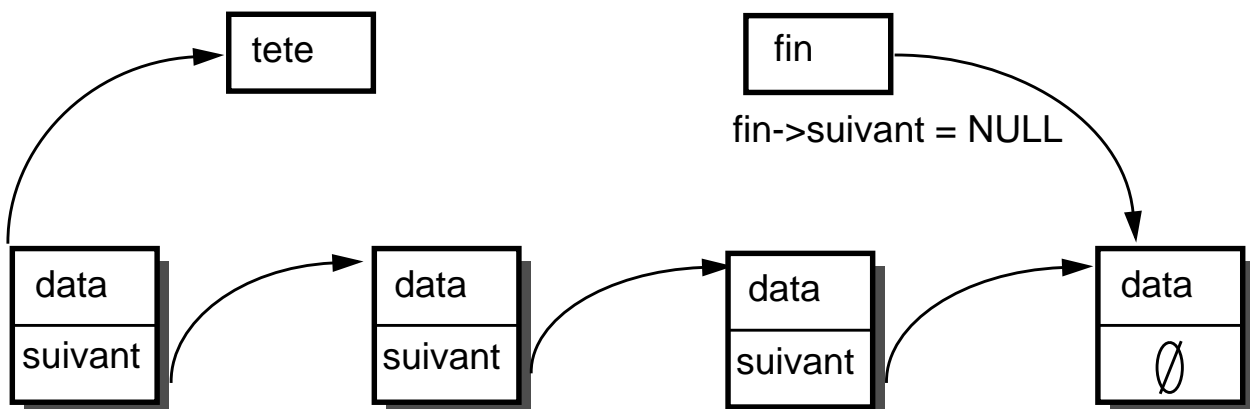 tete
fin
fin->suivant = NULL
data
data
data
data
suivant
suivant
suivant
∅